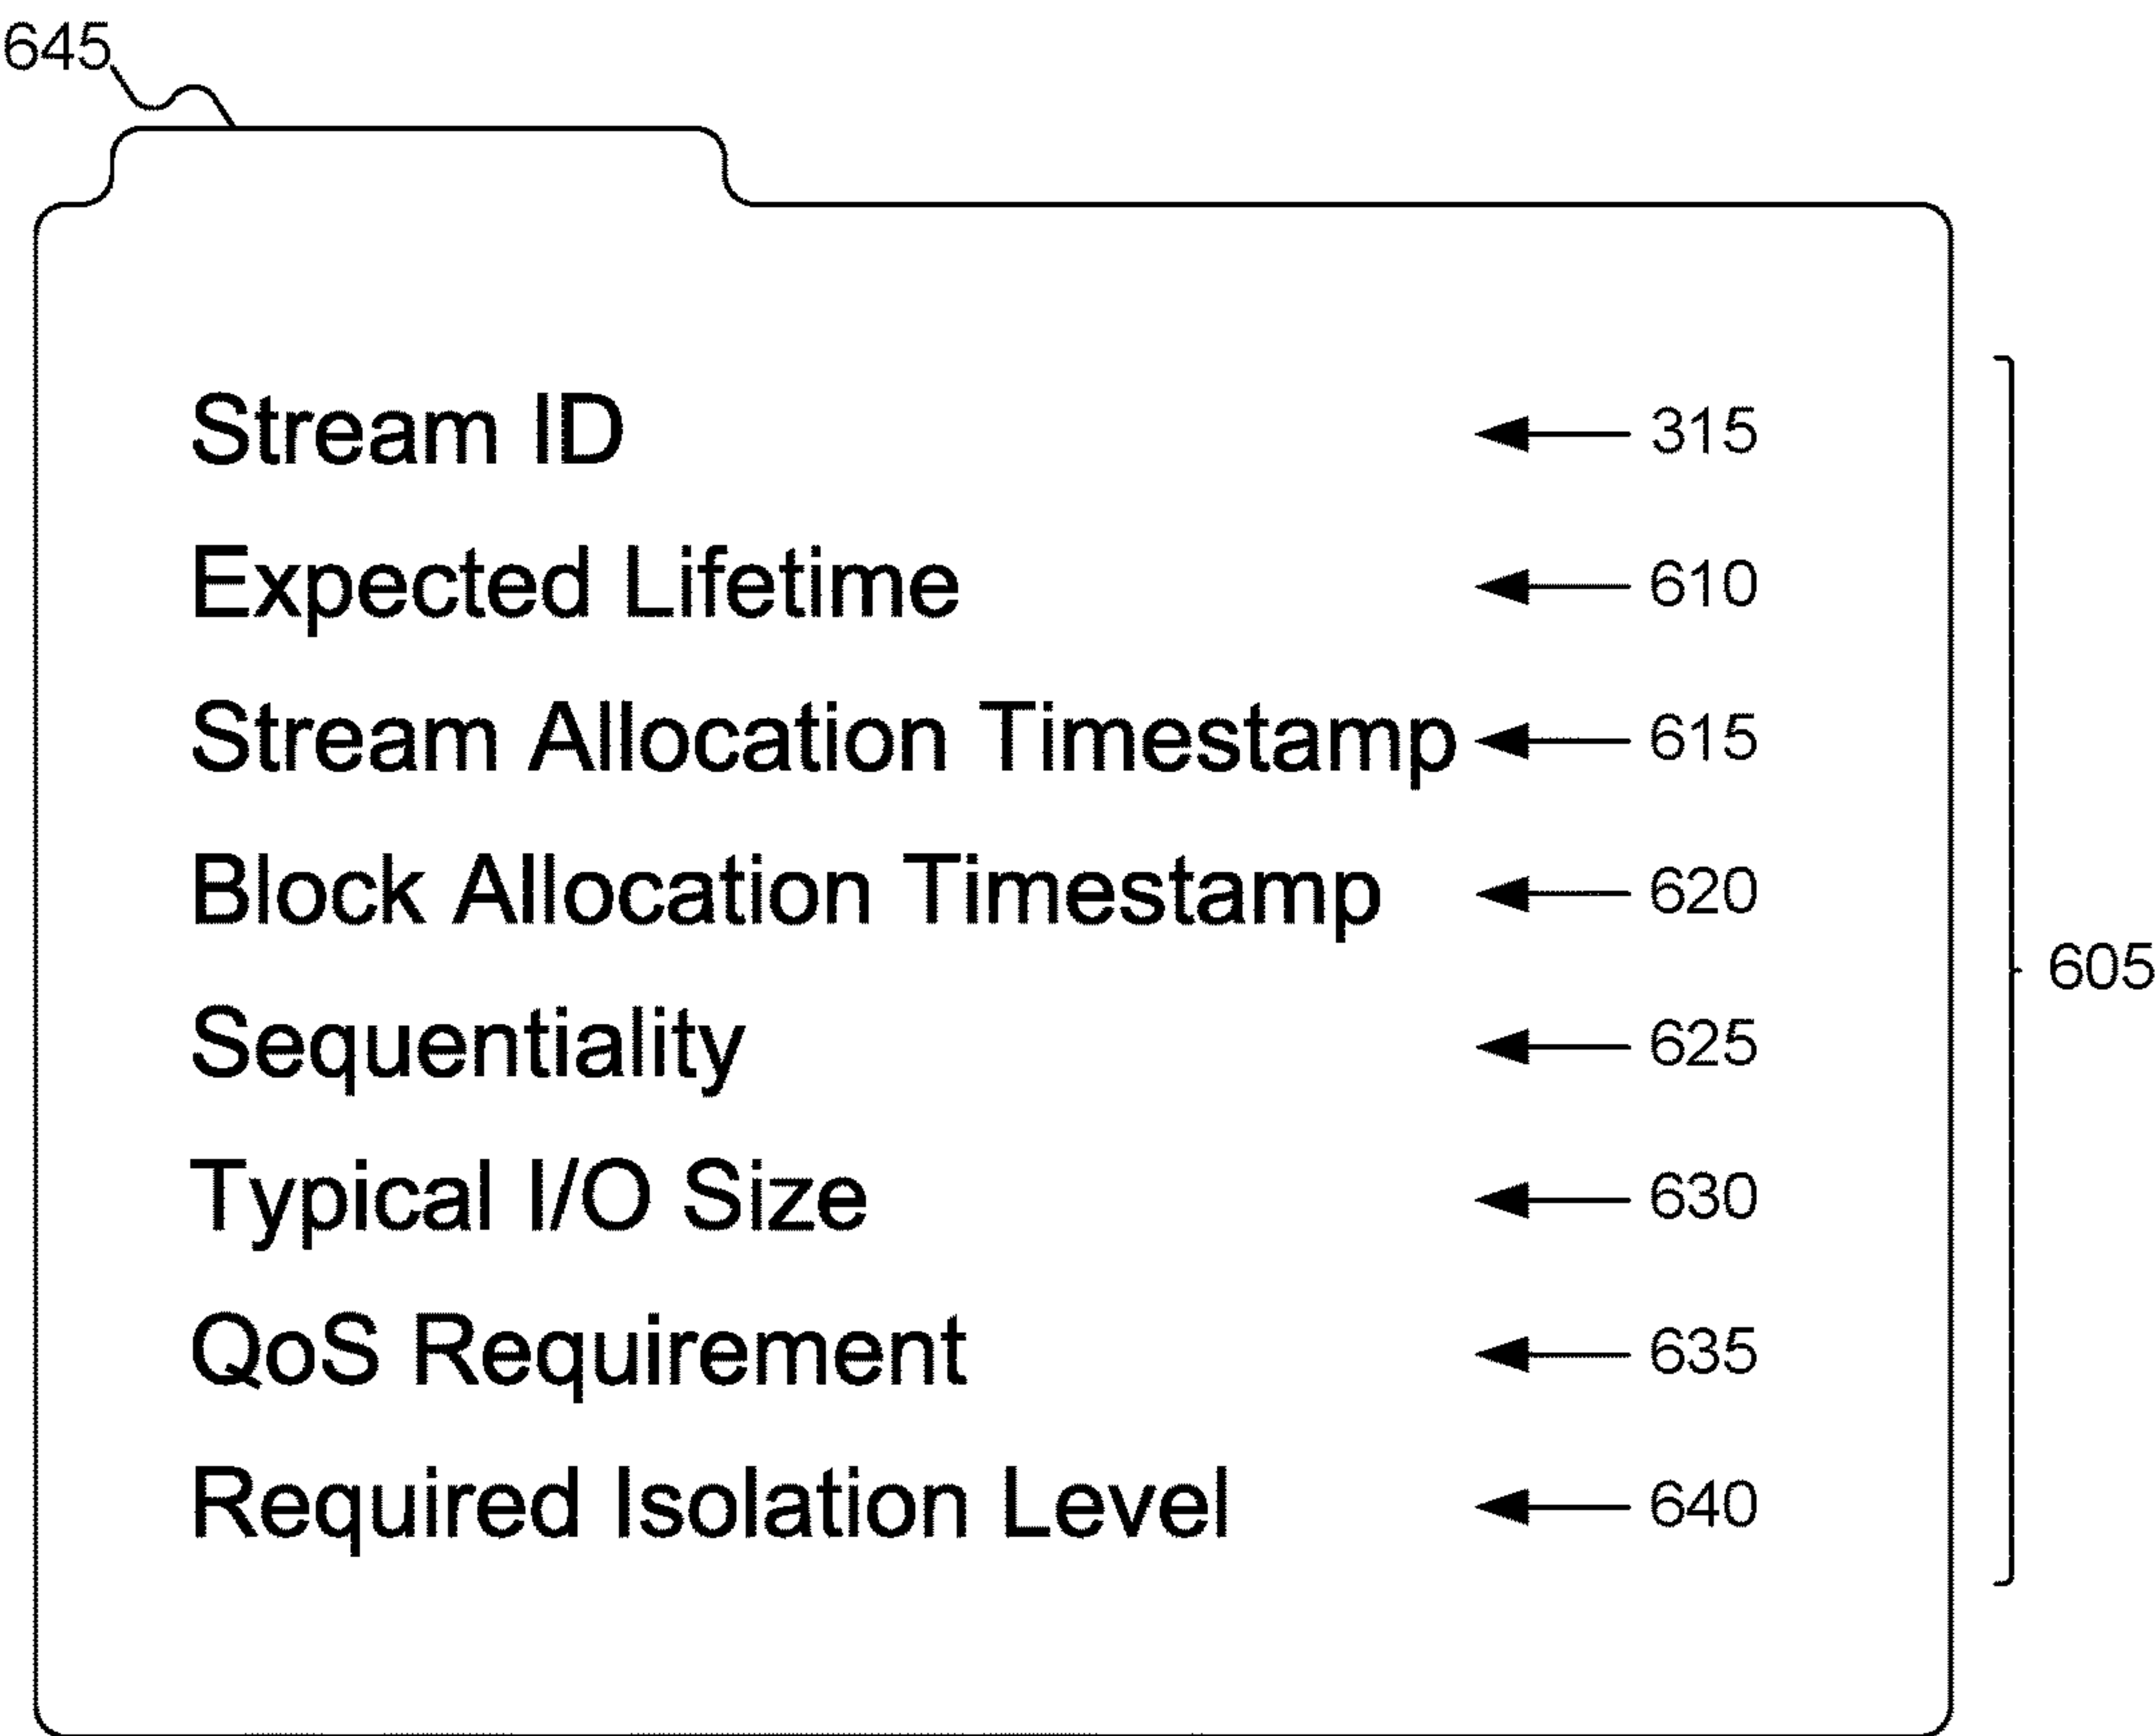 645
Stream ID 315
Expected Lifetime 610
Stream Allocation Timestamp 615
Block Allocation Timestamp 620
605
Sequentiality 625
Typical I/O Size 630
QoS Requirement 635
Required Isolation Level 640